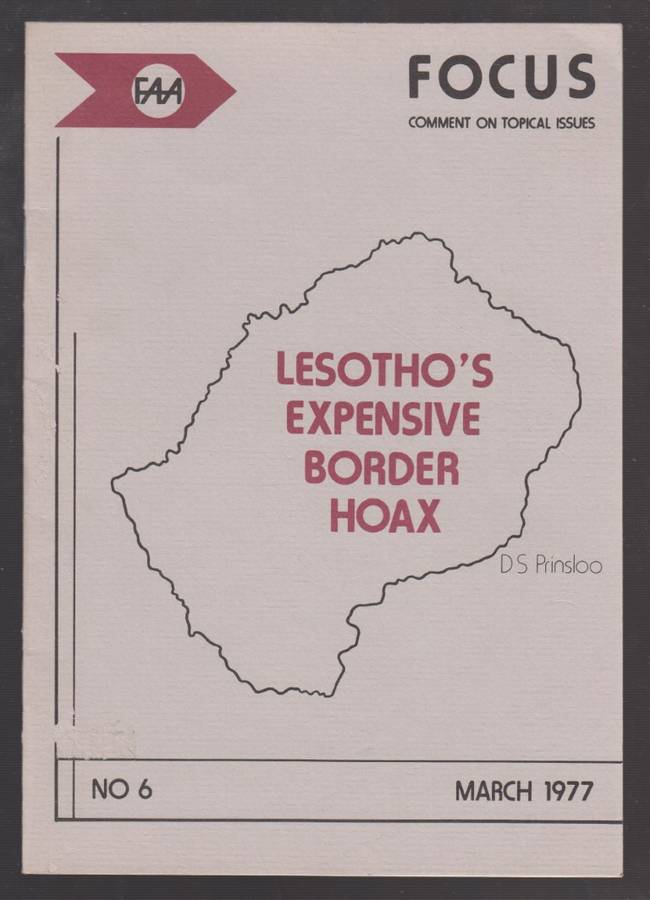 FAA
FOCUS
COMMENT ON TOPICAL ISSUES
LESOTHO'S
EXPENSIVE
BORDER
HOAX
D S Prinsloo
NO 6
MARCH 1977